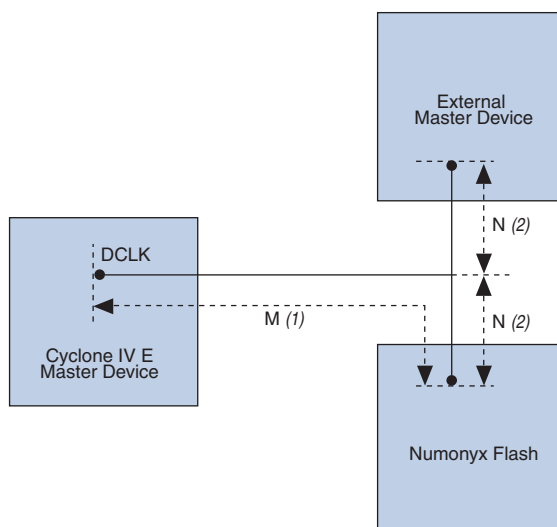 External
Master Device
N (2)
DCLK
M (1)
N (2)
Cyclone IV E
Master Device
Numonyx Flash